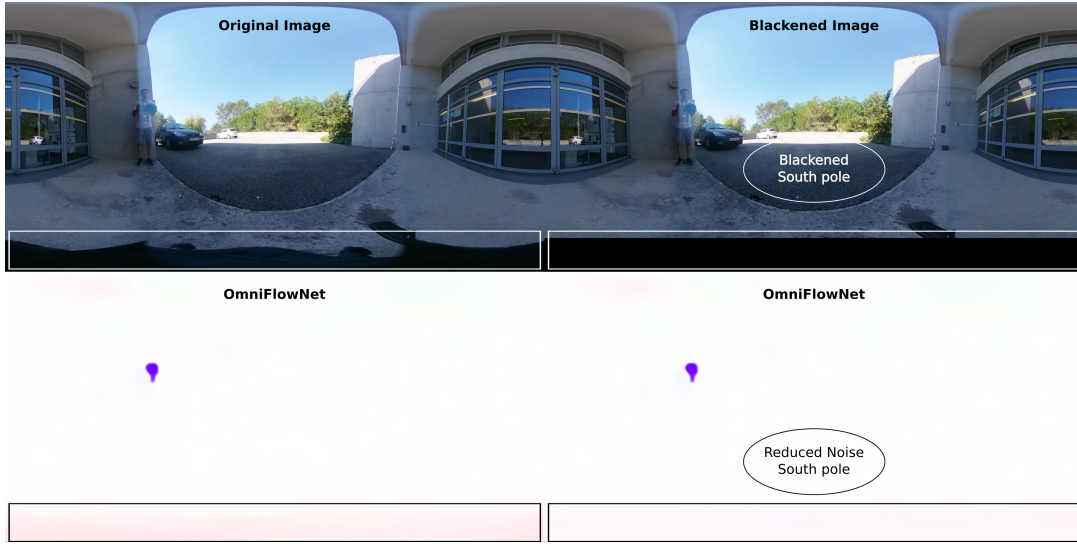 Original Image
Blackened Image
Blackened
South pole
OmniFlowNet
OmniFlowNet
Reduced Noise
South pole